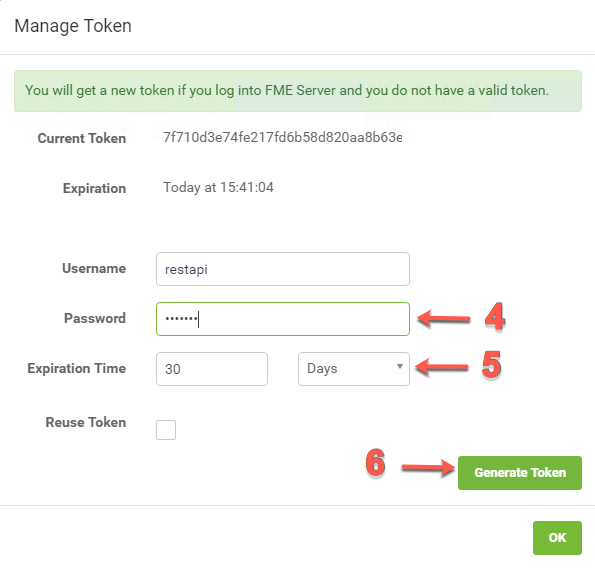 Manage Token
You will get a new token if you log into FME Server and you do not have a valid token.
Current Token 7f710d3e74fe217fd6b58d820aa8b63e
Expiration Today at 15:41:04
Username restapi
Password ••••••• 4
Expiration Time 30 Days 5
Reuse Token
6 Generate Token
OK